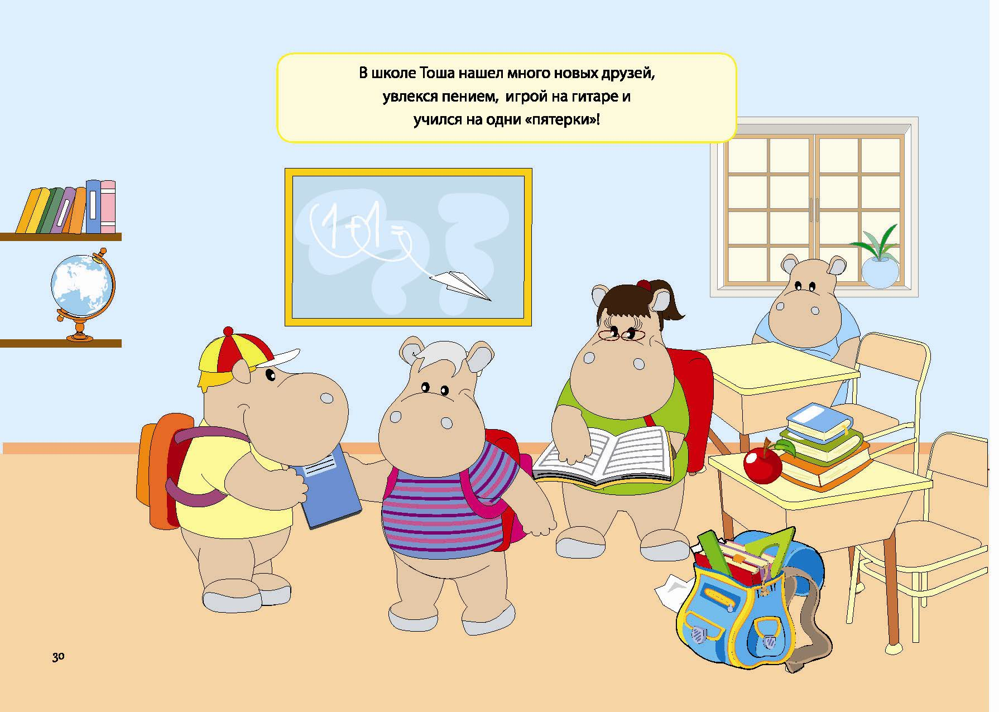 В школе Тоша нашел много новых друзей,
увлекся пением, игрой на гитаре и
учился на одни «пятерки»!
1+1=
30